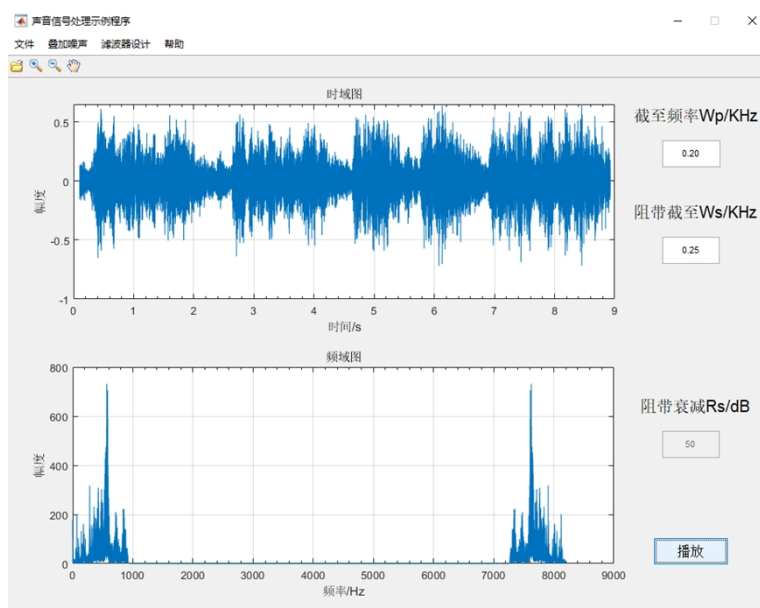 声音信号处理示例程序
文件 叠加噪声 滤波器设计 帮助
时域图
0.5
0
-0.5
-1
幅度
0 1 2 3 4 5 6 7 8 9
时间/s
截至频率Wp/KHz
0.20
阻带截至Ws/KHz
0.25
频域图
800
600
400
200
0
幅度
0 1000 2000 3000 4000 5000 6000 7000 8000 9000
频率/Hz
阻带衰减Rs/dB
50
播放